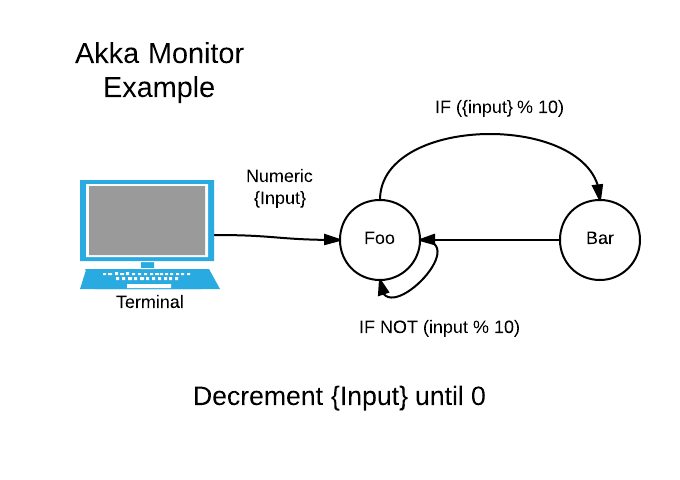 Akka Monitor
Example
IF ({input} % 10)
Numeric
{Input}
Foo
Bar
Terminal
IF NOT (input % 10)
Decrement {Input} until 0